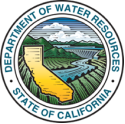 DEPARTMENT OF WATER RESOURCES
STATE OF CALIFORNIA